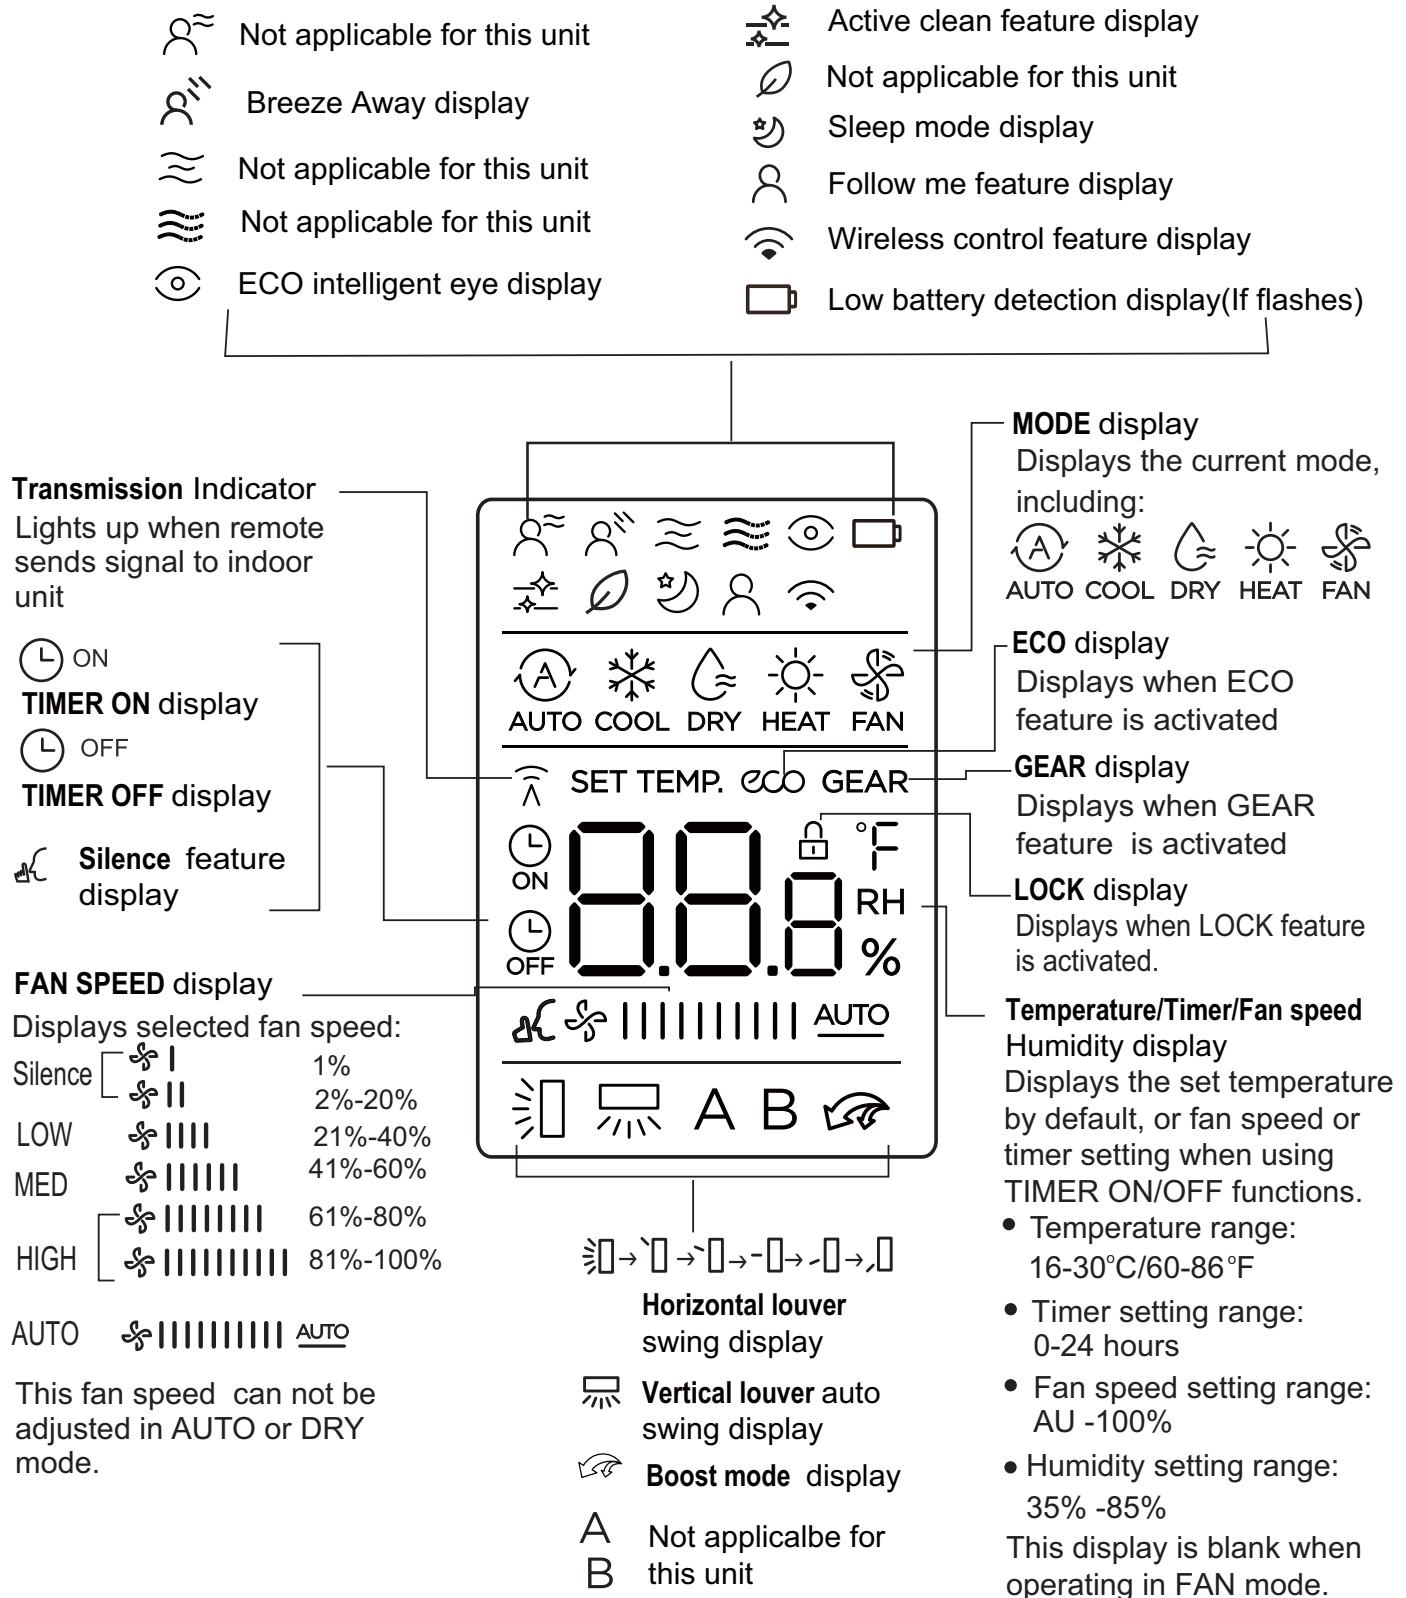 Not applicable for this unit
Breeze Away display
Not applicable for this unit
Not applicable for this unit
ECO intelligent eye display
Active clean feature display
Not applicable for this unit
Sleep mode display
Follow me feature display
Wireless control feature display
Low battery detection display(If flashes)
Transmission Indicator
Lights up when remote
sends signal to indoor
unit
ON
TIMER ON display
OFF
TIMER OFF display
Silence feature
display
FAN SPEED display
Displays selected fan speed:
Silence
1%
2%-20%
LOW 21%-40%
MED 41%-60%
61%-80%
HIGH 81%-100%
AUTO AUTO
This fan speed can not be
adjusted in AUTO or DRY
mode.
A
AUTO COOL DRY HEAT FAN
SET TEMP. eco GEAR
ON
OFF
88.8
°F
RH
%
AUTO
A B
Horizontal louver
swing display
Vertical louver auto
swing display
Boost mode display
A
B
Not applicalbe for
this unit
MODE display
Displays the current mode,
including:
A
AUTO COOL DRY HEAT FAN
ECO display
Displays when ECO
feature is activated
GEAR display
Displays when GEAR
feature is activated
LOCK display
Displays when LOCK feature
is activated.
Temperature/Timer/Fan speed
Humidity display
Displays the set temperature
by default, or fan speed or
timer setting when using
TIMER ON/OFF functions.
• Temperature range:
16-30°C/60-86°F
• Timer setting range:
0-24 hours
• Fan speed setting range:
AU -100%
• Humidity setting range:
35% -85%
This display is blank when
operating in FAN mode.